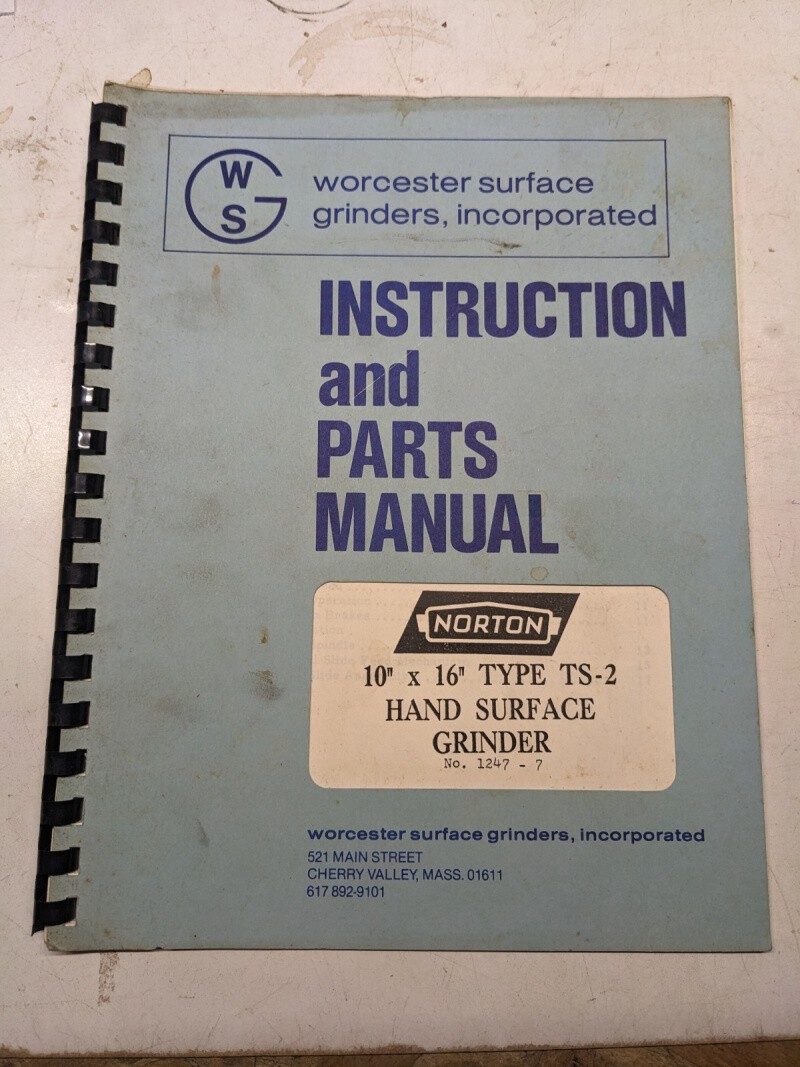 W
S
G
worcester surface
grinders, incorporated
INSTRUCTION
and
PARTS
MANUAL
NORTON
10" x 16" TYPE TS-2
HAND SURFACE
GRINDER
No. 1247 - 7
worcester surface grinders, incorporated
521 MAIN STREET
CHERRY VALLEY, MASS. 01611
617 892-9101